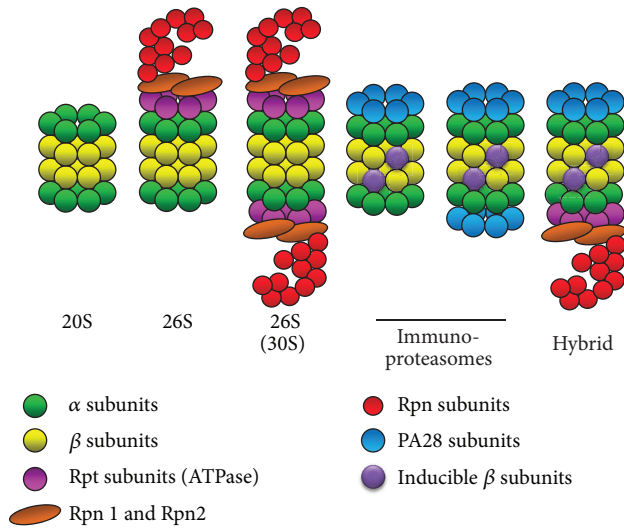 20S
26S
26S
(30S)
Immuno-
proteasomes
Hybrid
α subunits
β subunits
Rpt subunits (ATPase)
Rpn 1 and Rpn2
Rpn subunits
PA28 subunits
Inducible β subunits